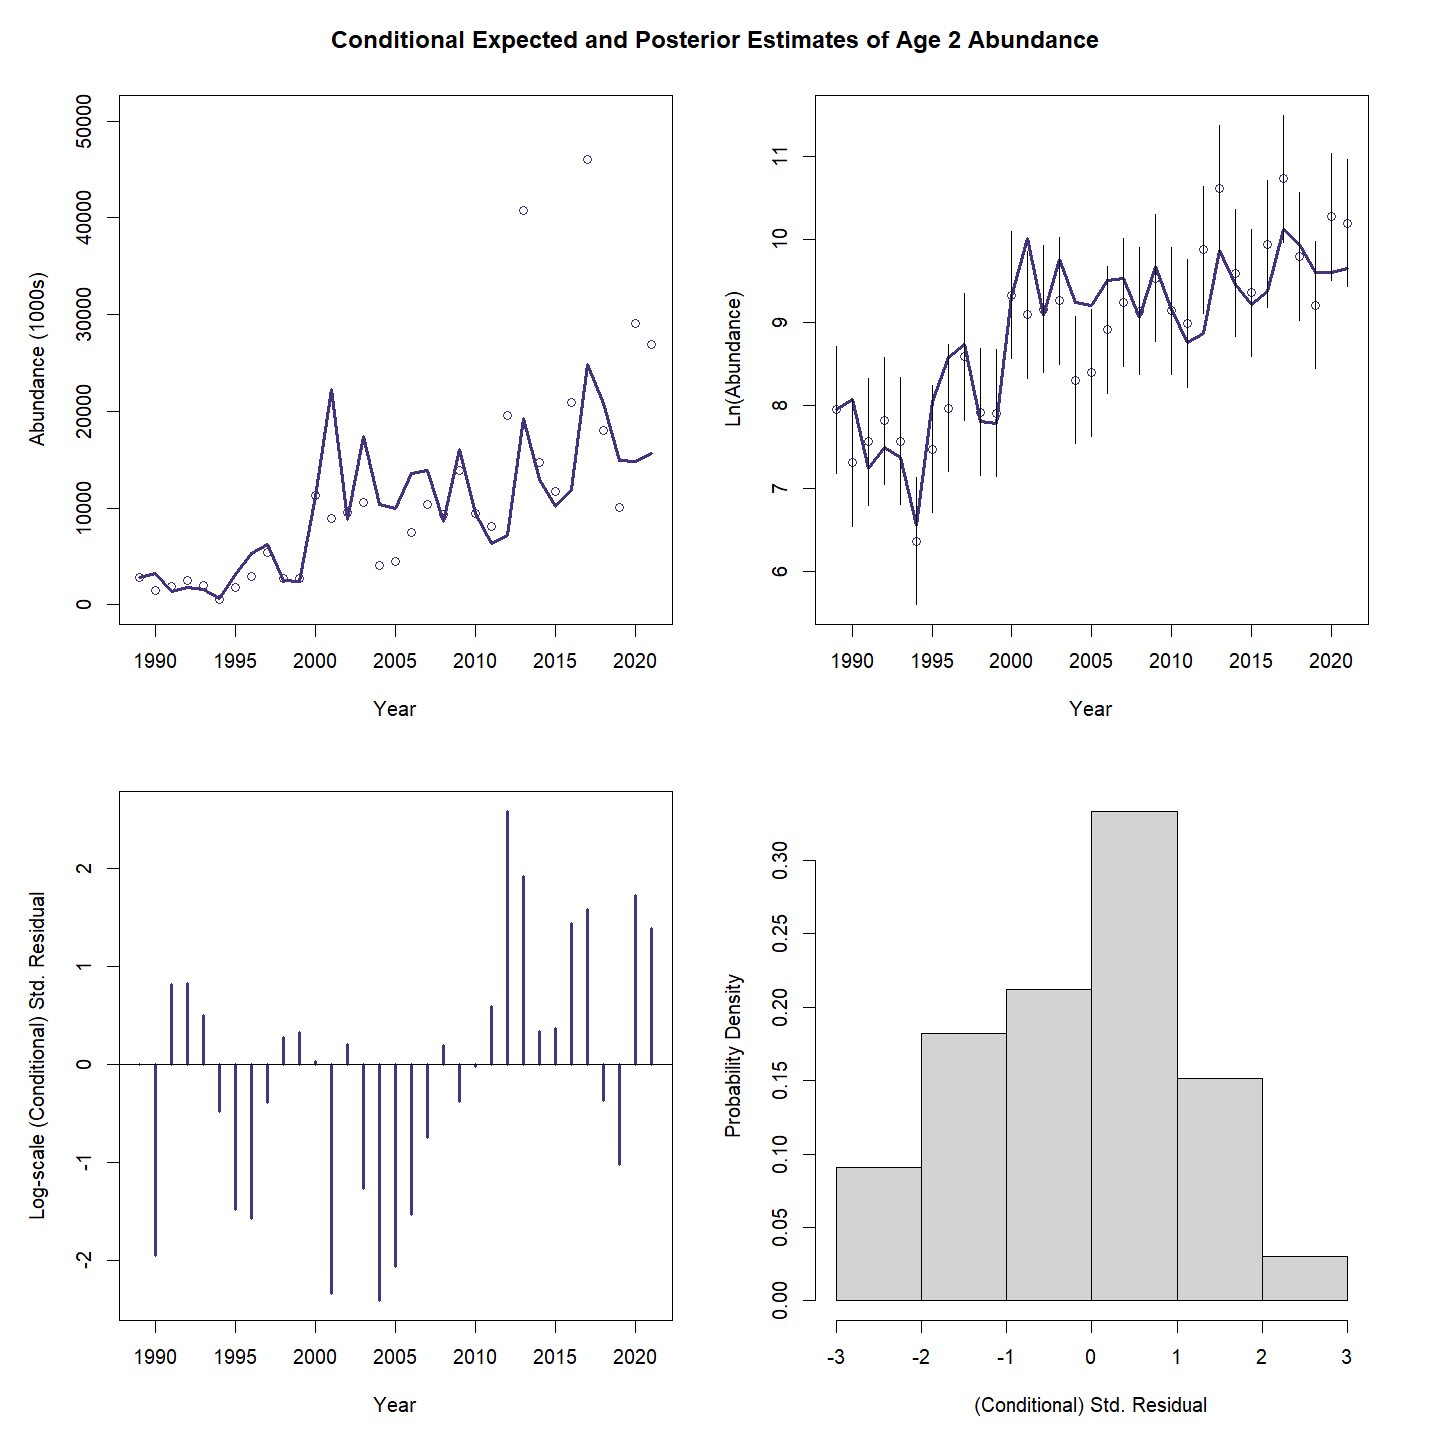 Conditional Expected and Posterior Estimates of Age 2 Abundance
Abundance (1000s)
50000
40000
30000
20000
10000
0
1990 1995 2000 2005 2010 2015 2020
Year
Ln(Abundance)
11
10
9
8
7
6
1990 1995 2000 2005 2010 2015 2020
Year
Log-scale (Conditional) Std. Residual
2
1
0
-1
-2
1990 1995 2000 2005 2010 2015 2020
Year
Probability Density
0.30
0.25
0.20
0.15
0.10
0.05
0.00
-3 -2 -1 0 1 2 3
(Conditional) Std. Residual